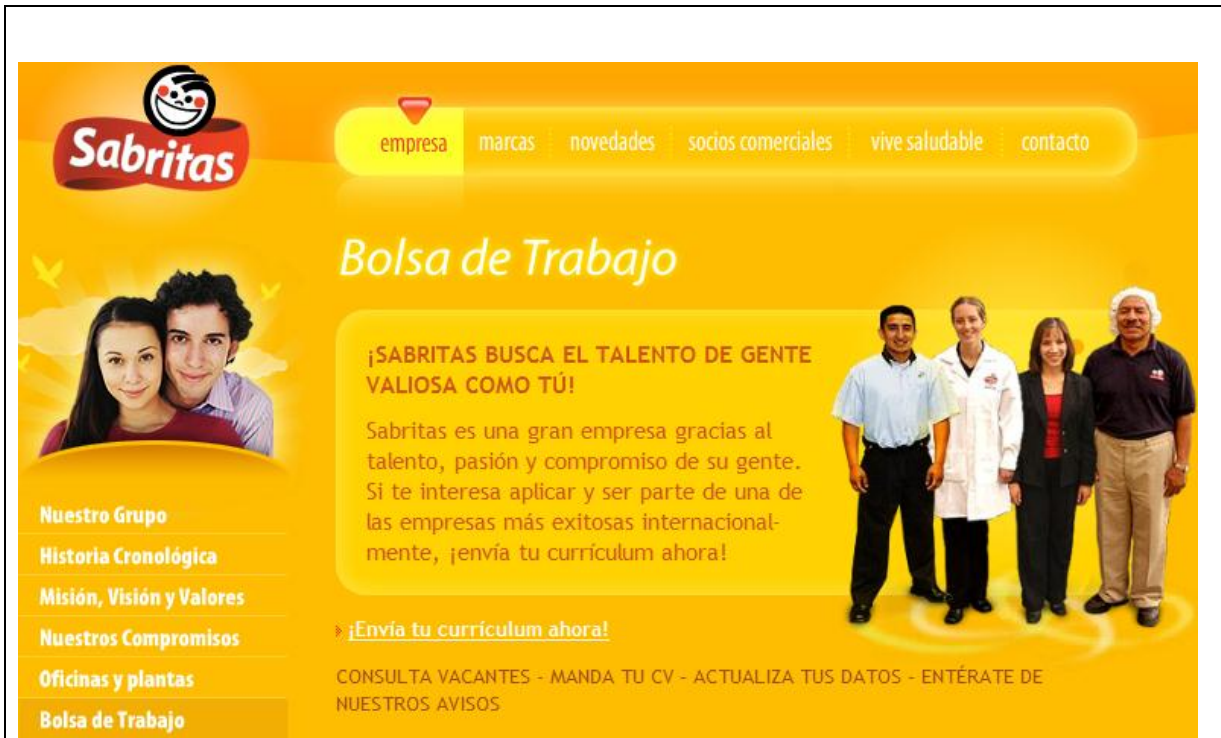 Sabritas
empresa
marcas
novedades
socios comerciales
vive saludable
contacto
Bolsa de Trabajo
¡SABRITAS BUSCA EL TALENTO DE GENTE
VALIOSA COMO TÚ!
Sabritas es una gran empresa gracias al
talento, pasión y compromiso de su gente.
Si te interesa aplicar y ser parte de una de
las empresas más exitosas internacional-
mente, ¡envía tu currículum ahora!
Nuestro Grupo
Historia Cronológica
Misión, Visión y Valores
Nuestros Compromisos
Oficinas y plantas
Bolsa de Trabajo
¡Envía tu currículum ahora!
CONSULTA VACANTES - MANDA TU CV - ACTUALIZA TUS DATOS - ENTÉRATE DE
NUESTROS AVISOS